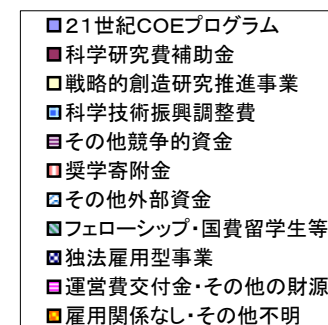 21世紀COEプログラム
科学研究費補助金
戦略的創造研究推進事業
科学技術振興調整費
その他競争的資金
奨学寄附金
その他外部資金
フェローシップ・国費留学生等
独法雇用型事業
運営費交付金・その他の財源
雇用関係なし・その他不明